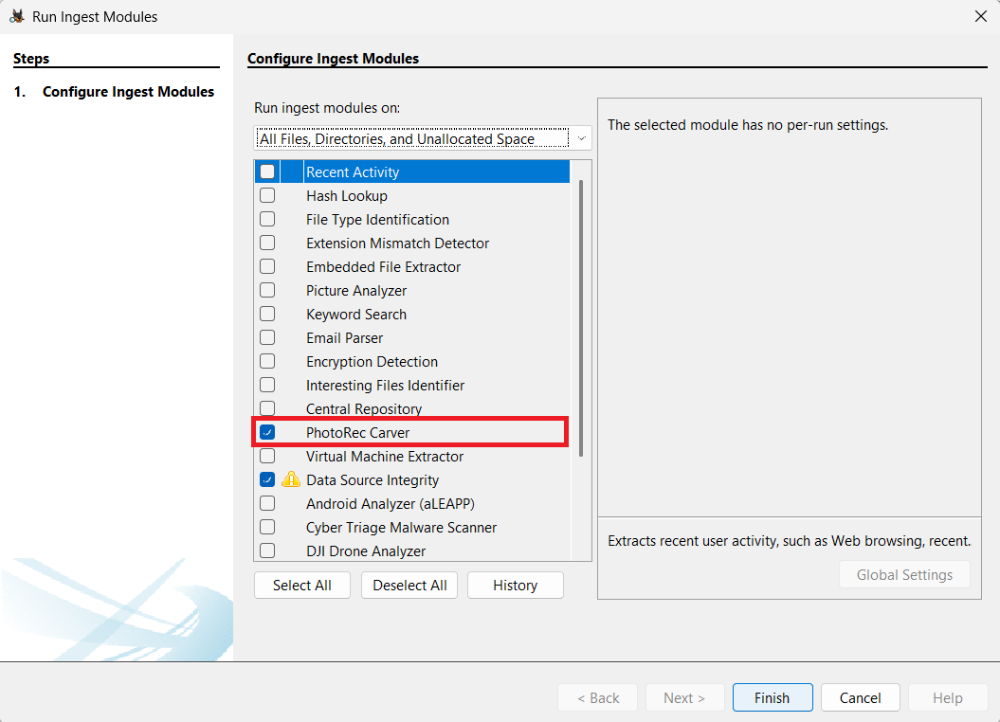 Run Ingest Modules
Steps
1. Configure Ingest Modules
Configure Ingest Modules
Run ingest modules on:
All Files, Directories, and Unallocated Space
Recent Activity
Hash Lookup
File Type Identification
Extension Mismatch Detector
Embedded File Extractor
Picture Analyzer
Keyword Search
Email Parser
Encryption Detection
Interesting Files Identifier
Central Repository
PhotoRec Carver
Virtual Machine Extractor
Data Source Integrity
Android Analyzer (aLEAPP)
Cyber Triage Malware Scanner
DJI Drone Analyzer
Select All
Deselect All
History
The selected module has no per-run settings.
Extracts recent user activity, such as Web browsing, recent.
Global Settings
< Back
Next >
Finish
Cancel
Help